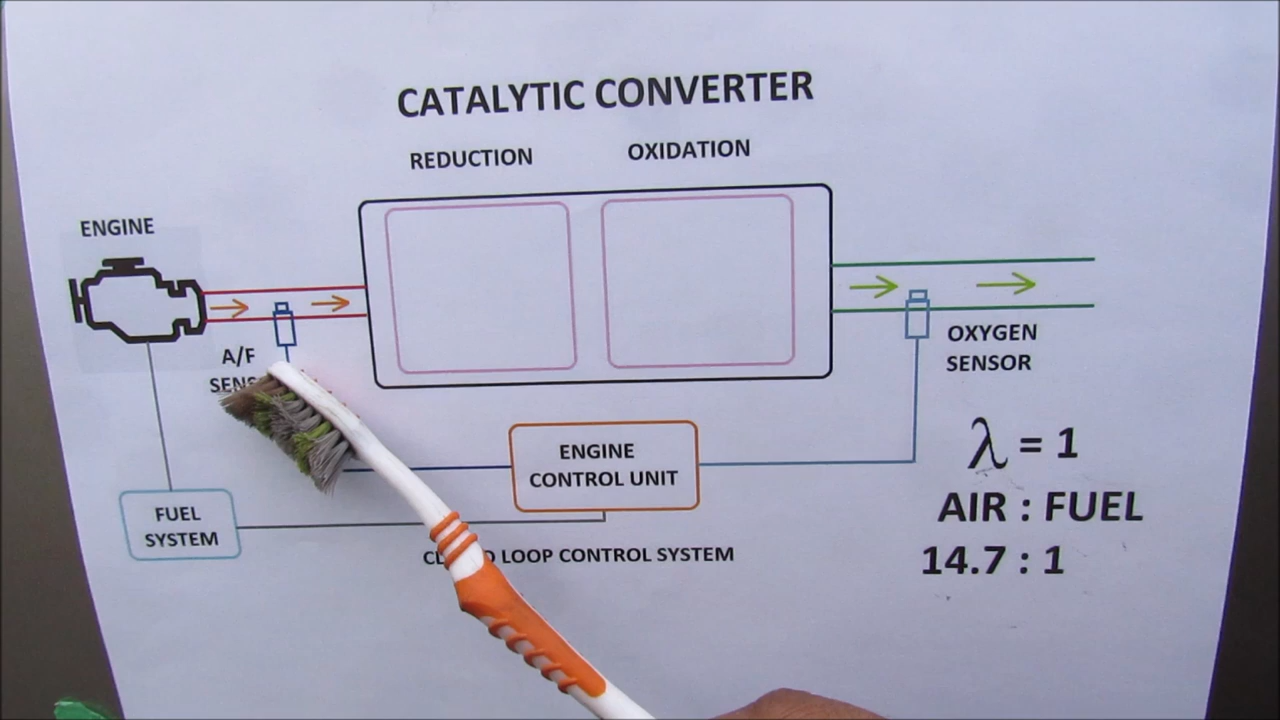 CATALYTIC CONVERTER
REDUCTION
OXIDATION
ENGINE
A/F
OXYGEN
SENSOR
ENGINE
CONTROL UNIT
FUEL
SYSTEM
LOOP CONTROL SYSTEM
λ = 1
AIR : FUEL
14.7 : 1